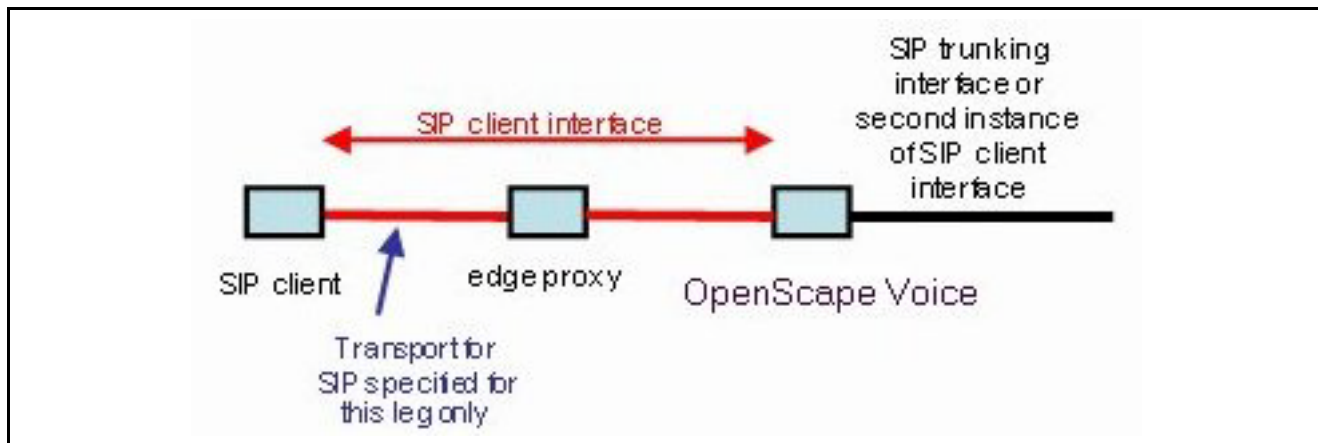 SIP trunking
interface or
second instance
of SIP client
interface
SIP client interface
SIP client
edge proxy
OpenScape Voice
Transport for
SIP specified for
this leg only